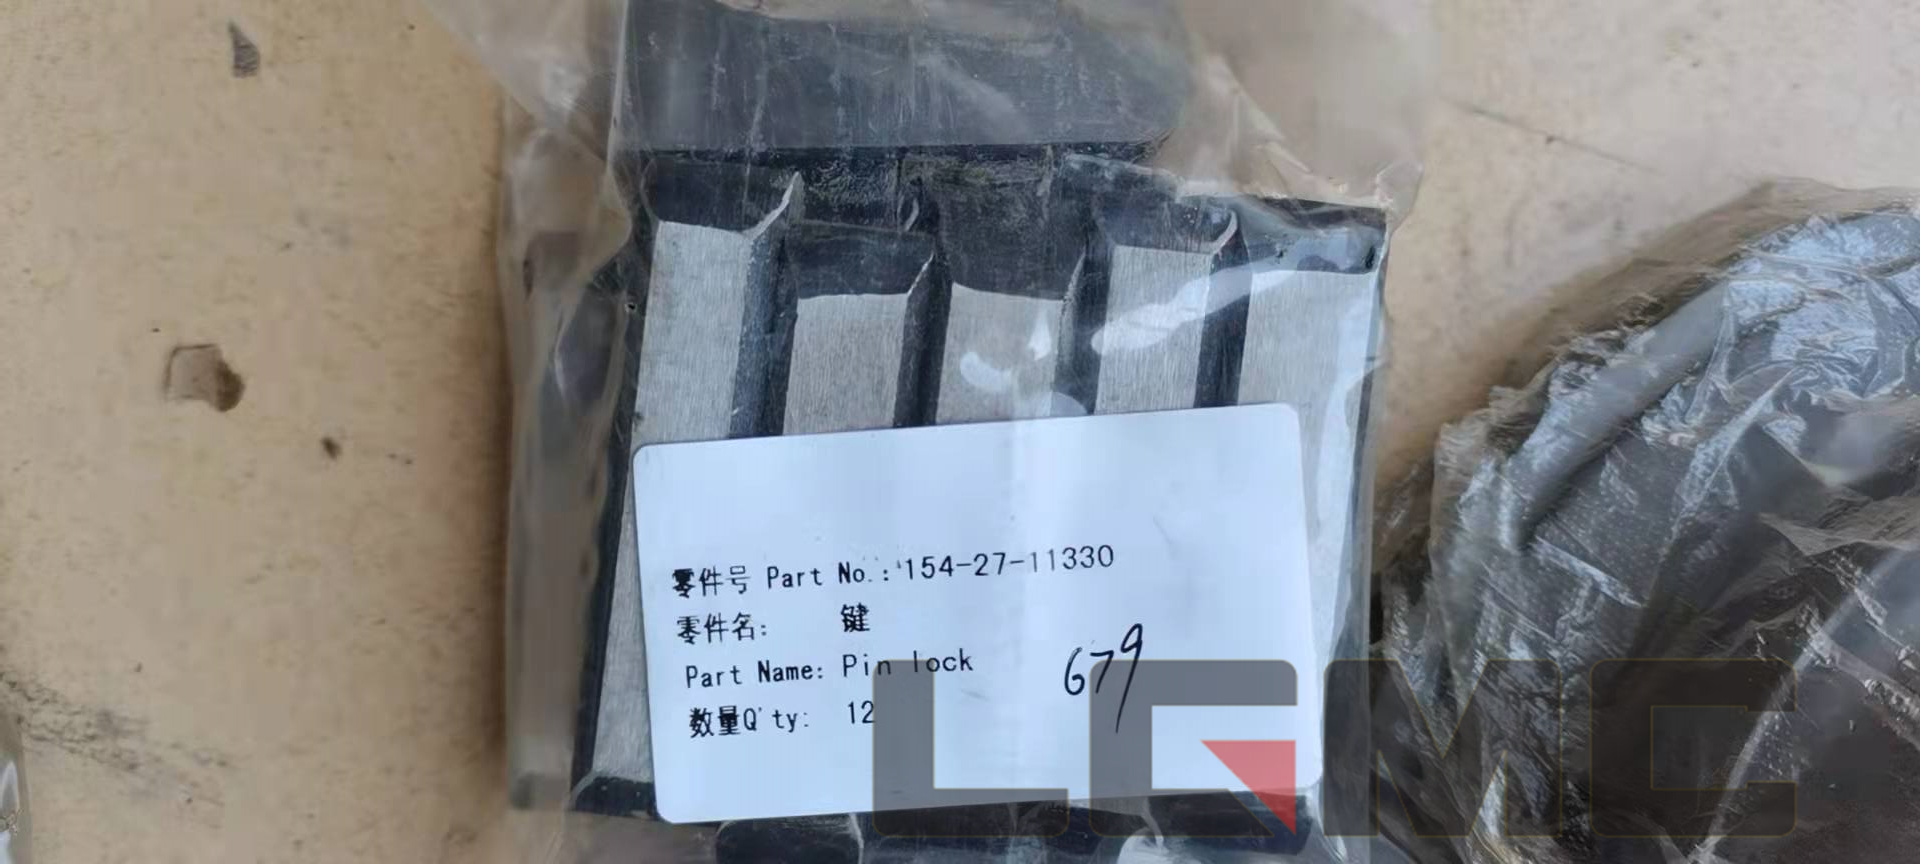 零件号 Part No.:'154-27-11330
零件名: 键
Part Name: Pin lock
679
数量Q'ty: 12
LGMG